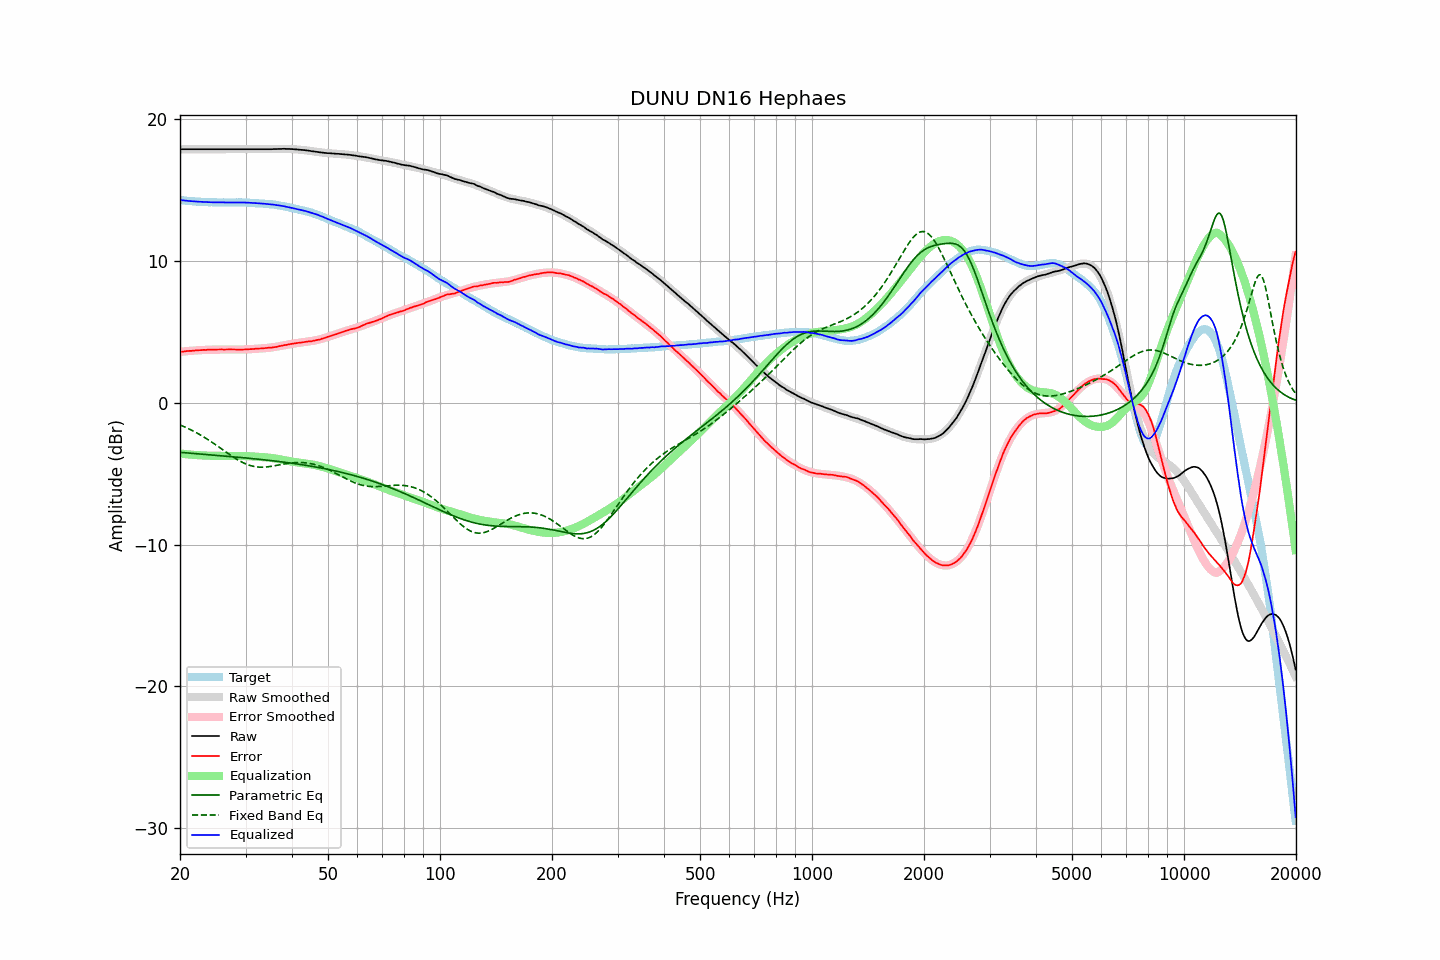 DUNU DN16 Hephaes
20
10
0
−10
−20
−30
Amplitude (dBr)
Target
Raw Smoothed
Error Smoothed
Raw
Error
Equalization
Parametric Eq
Fixed Band Eq
Equalized
20 50 100 200 500 1000 2000 5000 10000 20000
Frequency (Hz)